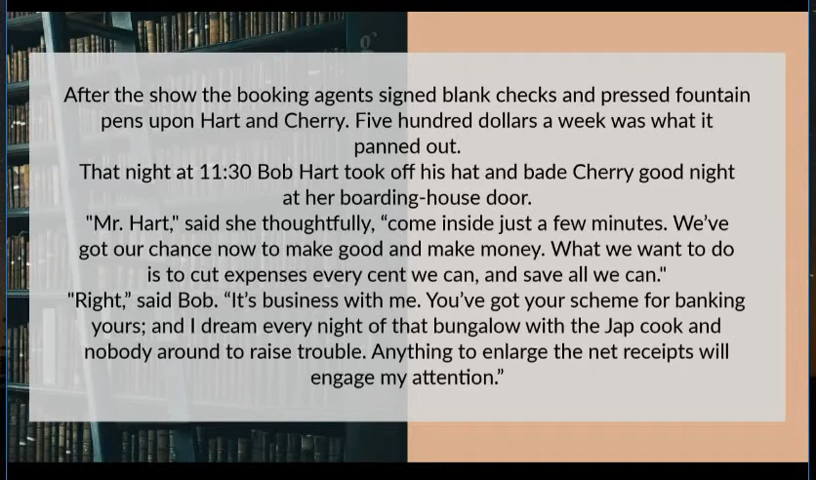 After the show the booking agents signed blank checks and pressed fountain
pens upon Hart and Cherry. Five hundred dollars a week was what it
panned out.
That night at 11:30 Bob Hart took off his hat and bade Cherry good night
at her boarding-house door.
"Mr. Hart," said she thoughtfully, “come inside just a few minutes. We’ve
got our chance now to make good and make money. What we want to do
is to cut expenses every cent we can, and save all we can."
"Right,” said Bob. “It’s business with me. You’ve got your scheme for banking
yours; and I dream every night of that bungalow with the Jap cook and
nobody around to raise trouble. Anything to enlarge the net receipts will
engage my attention.”